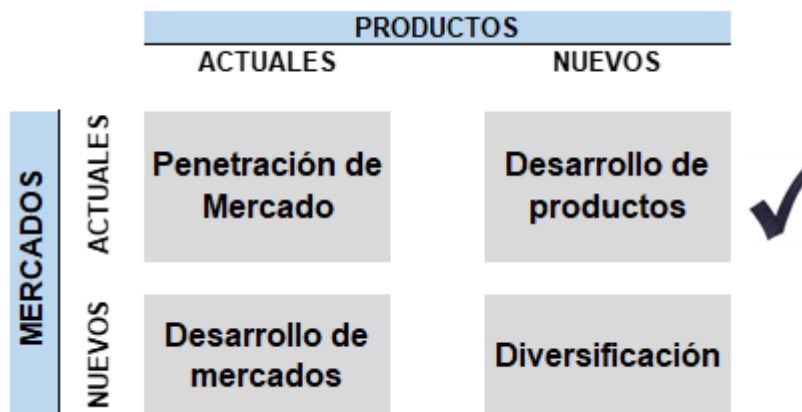 PRODUCTOS
ACTUALES
NUEVOS
MERCADOS
ACTUALES
Penetración de
Mercado
Desarrollo de
productos
NUEVOS
Desarrollo de
mercados
Diversificación